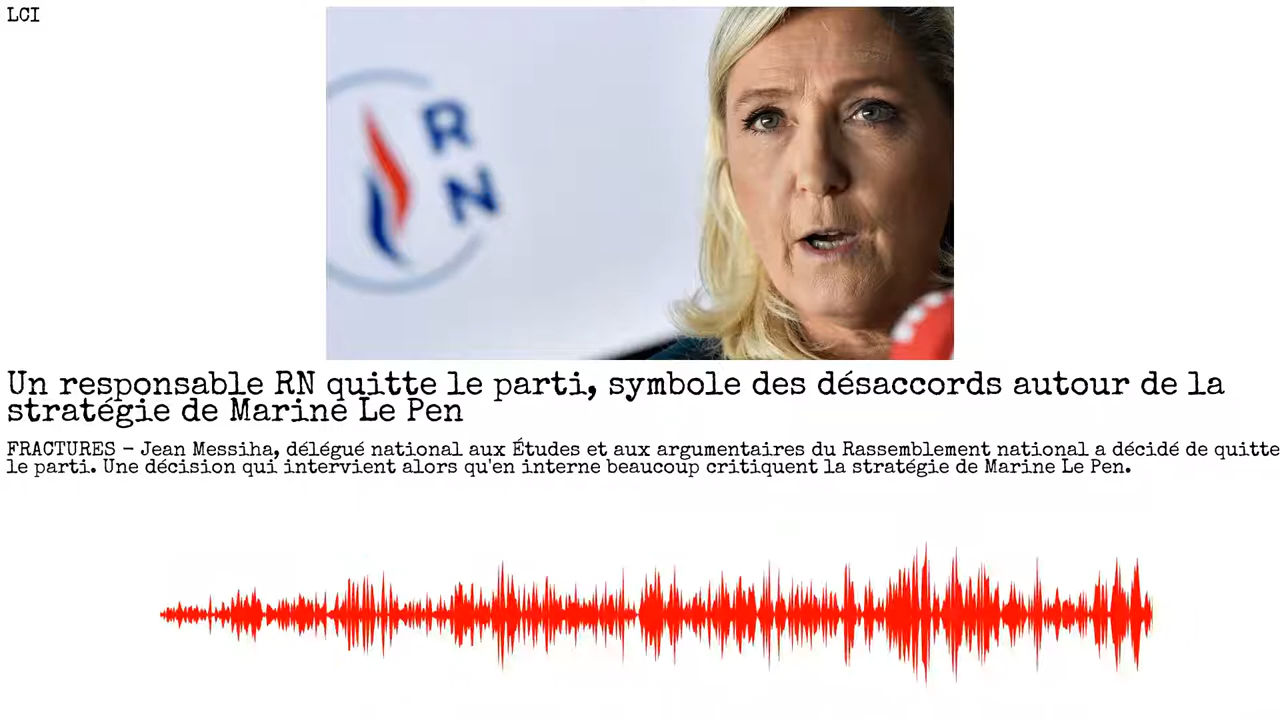 LCI
R
N
Un responsable RN quitte le parti, symbole des désaccords autour de la
stratégie de Marine Le Pen
FRACTURES - Jean Messiha, délégué national aux Études et aux argumentaires du Rassemblement national a décidé de quitte
le parti. Une décision qui intervient alors qu'en interne beaucoup critiquent la stratégie de Marine Le Pen.